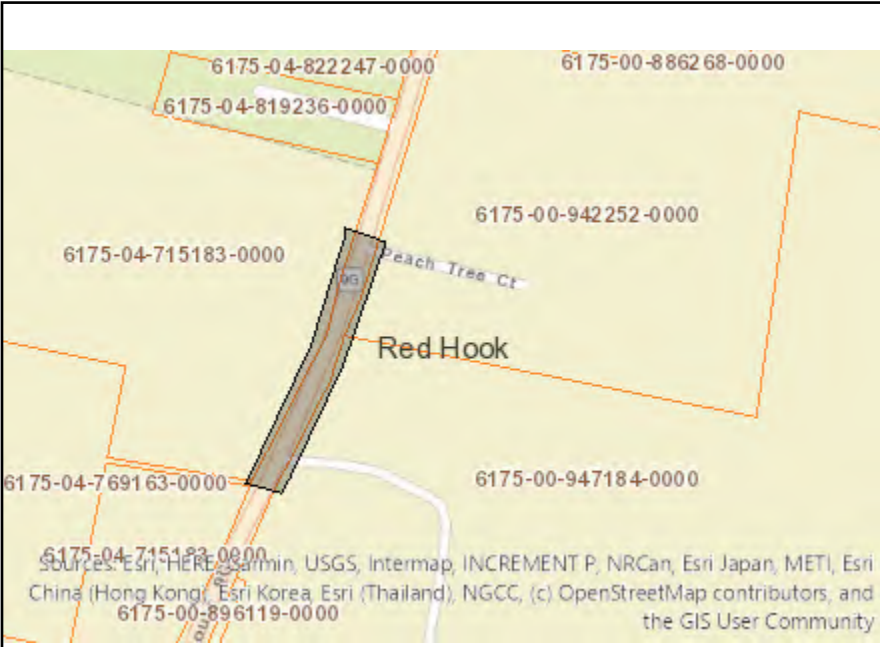 6175-04-822247-0000
6175-00-886268-0000
6175-04-819236-0000
6175-00-942252-0000
6175-04-715183-0000
Peach Tree Ct
9G
Red Hook
6175-04-769163-0000
6175-00-947184-0000
6175-04-715183-0000
Sources: Esri, HERE, Garmin, USGS, Intermap, INCREMENT P, NRCan, Esri Japan, METI, Esri
China (Hong Kong), Esri Korea, Esri (Thailand), NGCC, (c) OpenStreetMap contributors, and
6175-00-896119-0000
the GIS User Community